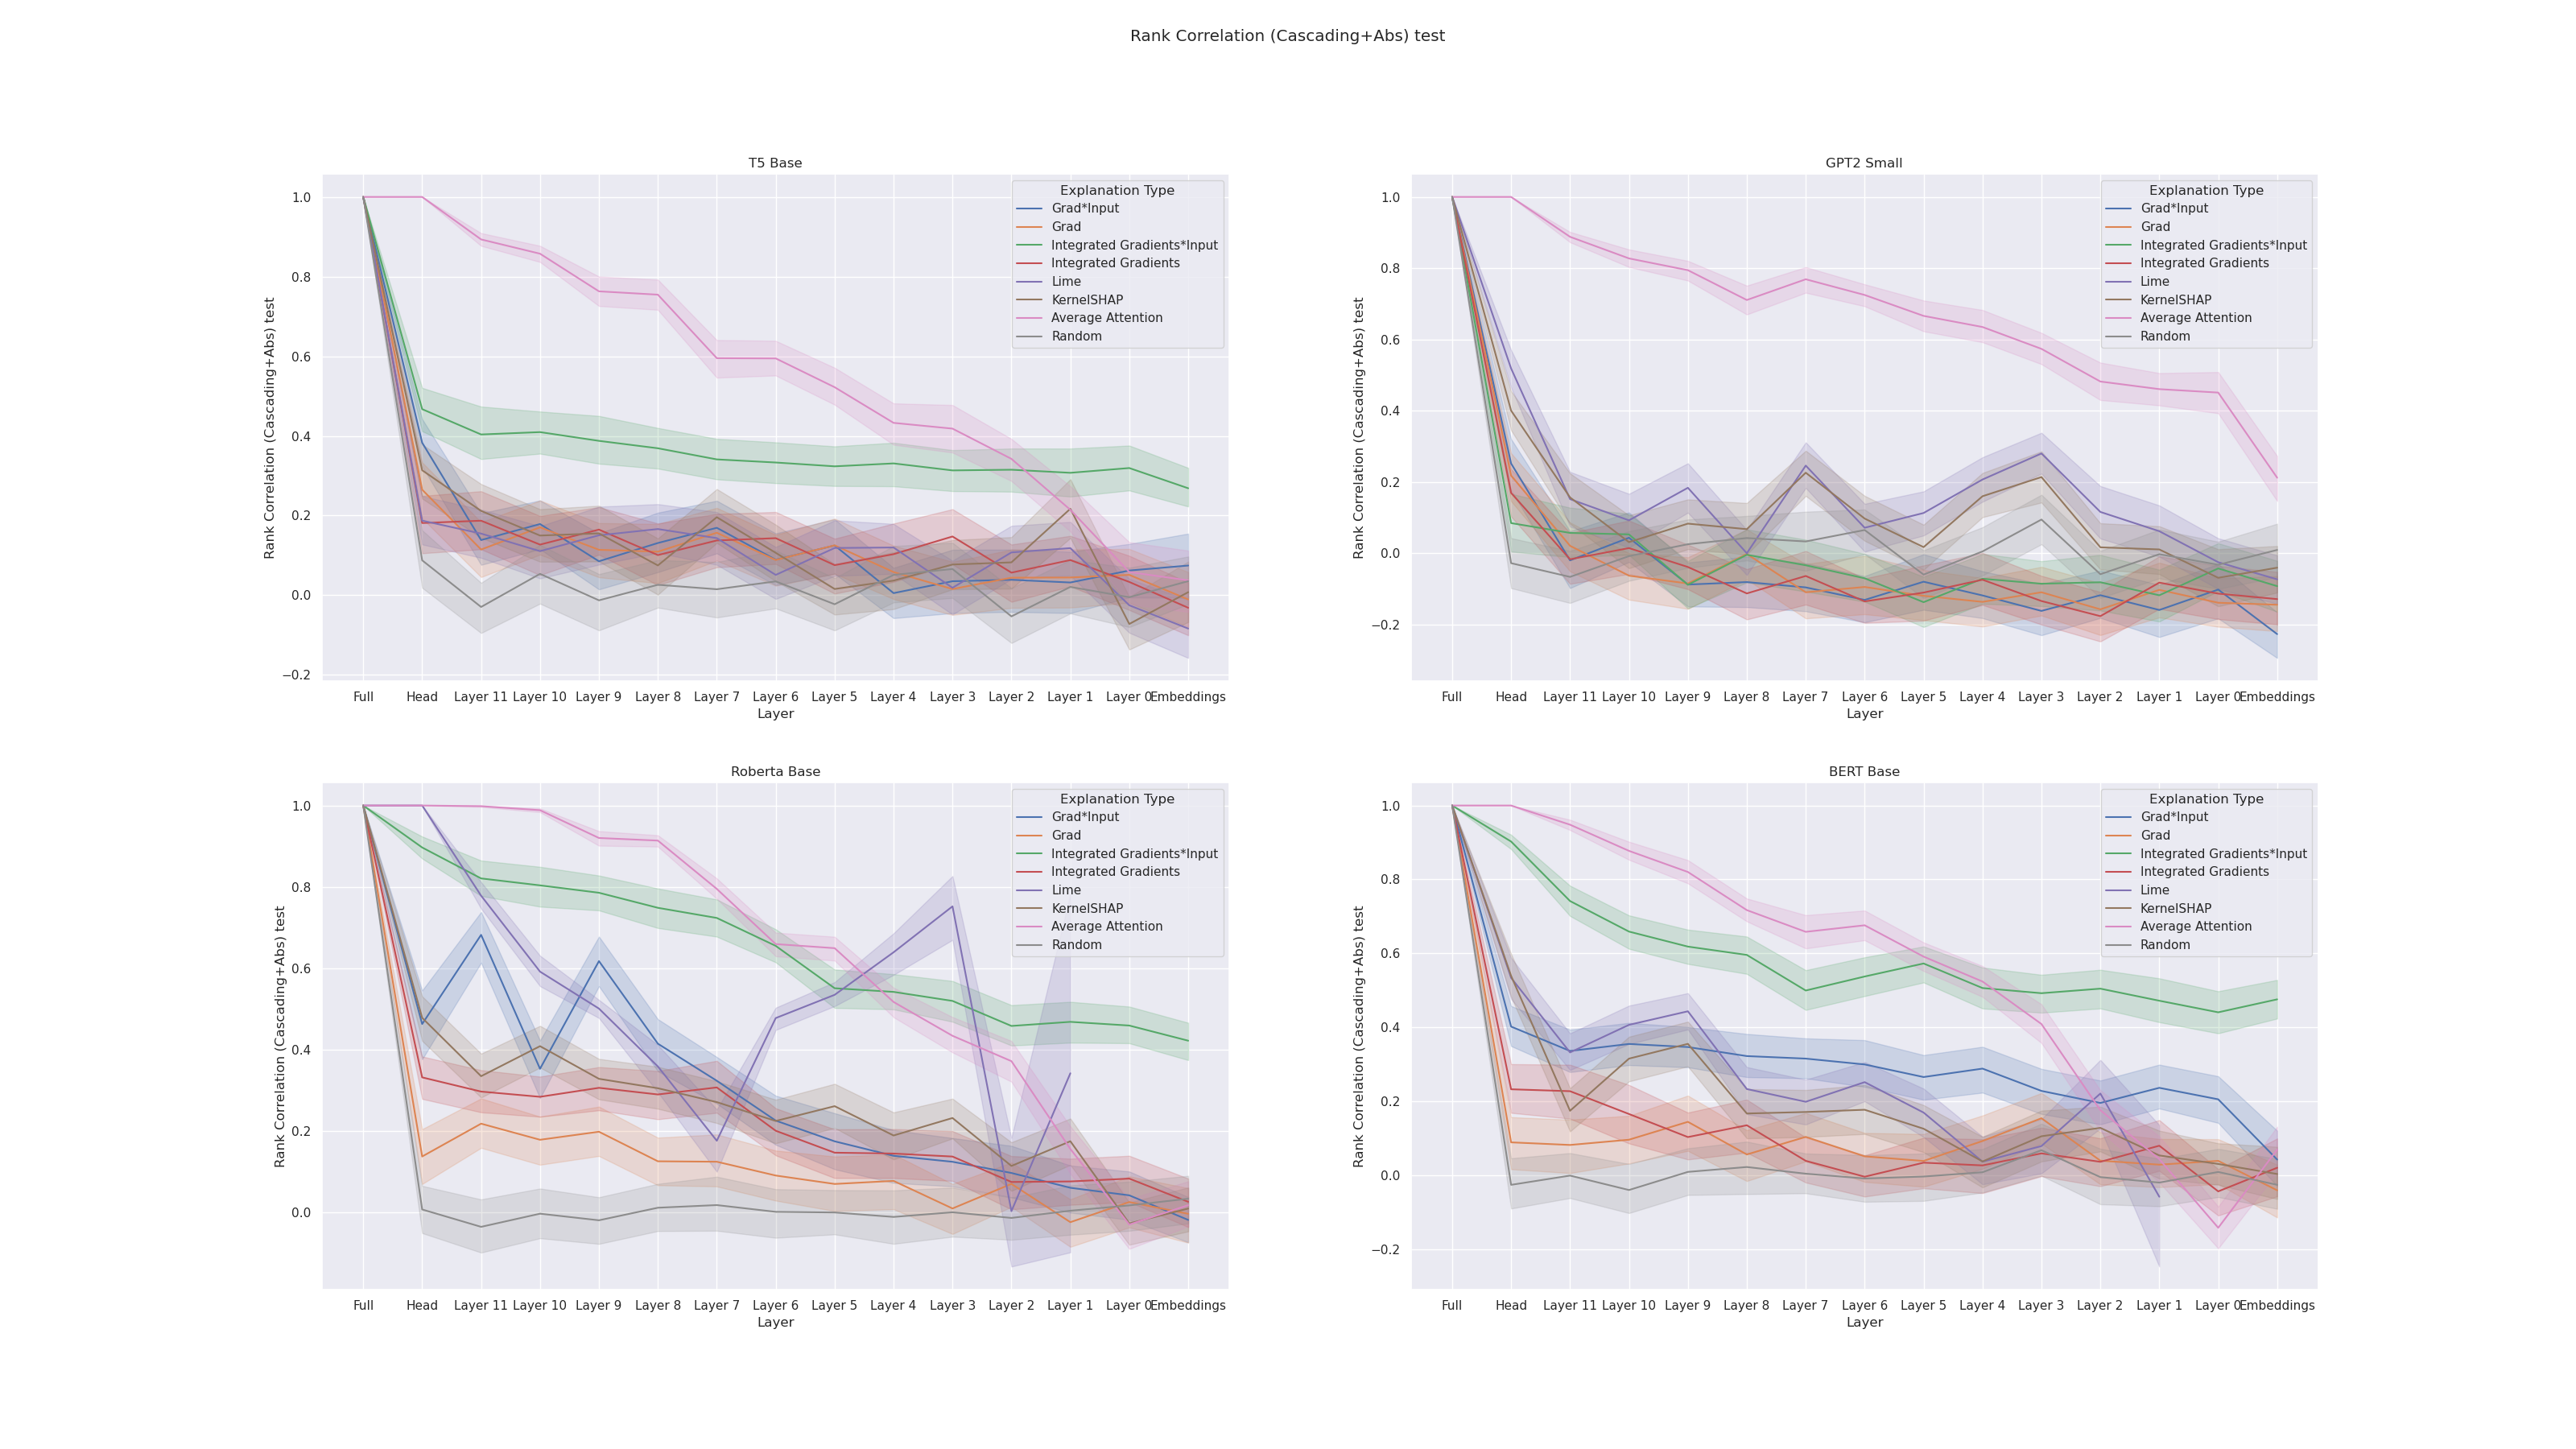 Rank Correlation (Cascading+Abs) test
T5 Base
Rank Correlation (Cascading+Abs) test
1.0
0.8
0.6
0.4
0.2
0.0
−0.2
Explanation Type
Grad*Input
Grad
Integrated Gradients*Input
Integrated Gradients
Lime
KernelSHAP
Average Attention
Random
Full Head Layer 11 Layer 10 Layer 9 Layer 8 Layer 7 Layer 6 Layer 5 Layer 4 Layer 3 Layer 2 Layer 1 Layer 0 Embeddings
Layer
GPT2 Small
Rank Correlation (Cascading+Abs) test
1.0
0.8
0.6
0.4
0.2
0.0
−0.2
Explanation Type
Grad*Input
Grad
Integrated Gradients*Input
Integrated Gradients
Lime
KernelSHAP
Average Attention
Random
Full Head Layer 11 Layer 10 Layer 9 Layer 8 Layer 7 Layer 6 Layer 5 Layer 4 Layer 3 Layer 2 Layer 1 Layer 0 Embeddings
Layer
Roberta Base
Rank Correlation (Cascading+Abs) test
1.0
0.8
0.6
0.4
0.2
0.0
Explanation Type
Grad*Input
Grad
Integrated Gradients*Input
Integrated Gradients
Lime
KernelSHAP
Average Attention
Random
Full Head Layer 11 Layer 10 Layer 9 Layer 8 Layer 7 Layer 6 Layer 5 Layer 4 Layer 3 Layer 2 Layer 1 Layer 0 Embeddings
Layer
BERT Base
Rank Correlation (Cascading+Abs) test
1.0
0.8
0.6
0.4
0.2
0.0
−0.2
Explanation Type
Grad*Input
Grad
Integrated Gradients*Input
Integrated Gradients
Lime
KernelSHAP
Average Attention
Random
Full Head Layer 11 Layer 10 Layer 9 Layer 8 Layer 7 Layer 6 Layer 5 Layer 4 Layer 3 Layer 2 Layer 1 Layer 0 Embeddings
Layer